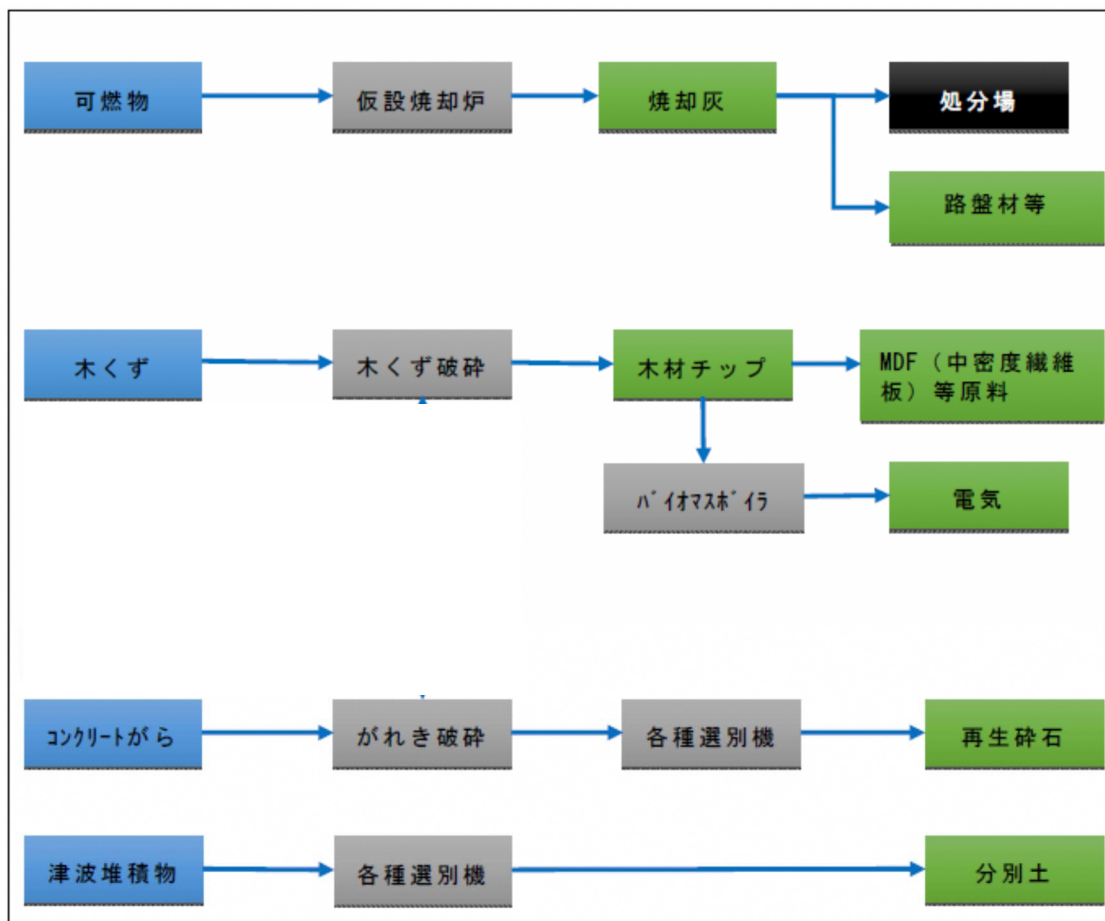 可燃物
仮設焼却炉
焼却灰
処分場
路盤材等
木くず
木くず破砕
木材チップ
MDF（中密度繊維
板）等原料
ﾊﾞｲｵﾏｽﾎﾞｲﾗ
電気
ｺﾝｸﾘｰﾄがら
がれき破砕
各種選別機
再生砕石
津波堆積物
各種選別機
分別土